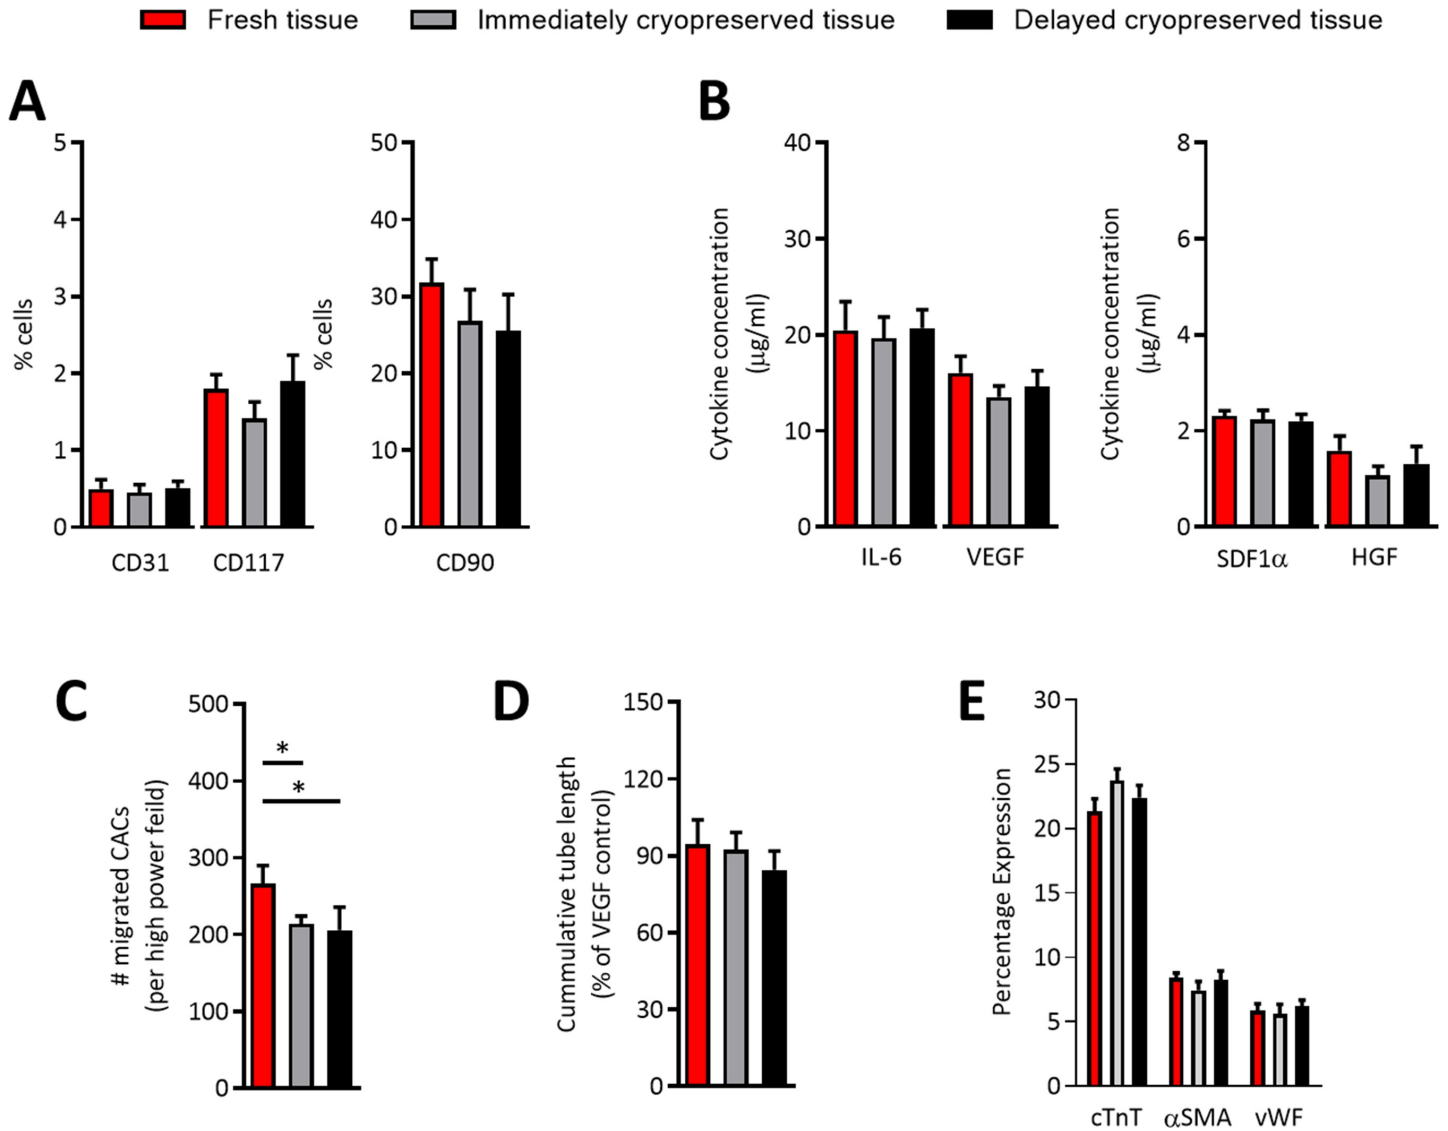 Fresh tissue Immediately cryopreserved tissue Delayed cryopreserved tissue
A
% cells
5
4
3
2
1
0
CD31 CD117
% cells
50
40
30
20
10
0
CD90
B
Cytokine concentration
(μg/ml)
40
30
20
10
0
IL-6 VEGF
Cytokine concentration
(μg/ml)
8
6
4
2
0
SDF1α HGF
C
# migrated CACs
(per high power feild)
500
400
300
200
100
0
*
*
D
Cummulative tube length
(% of VEGF control)
150
120
90
60
30
0
E
Percentage Expression
30
25
20
15
10
5
0
cTnT αSMA vWF